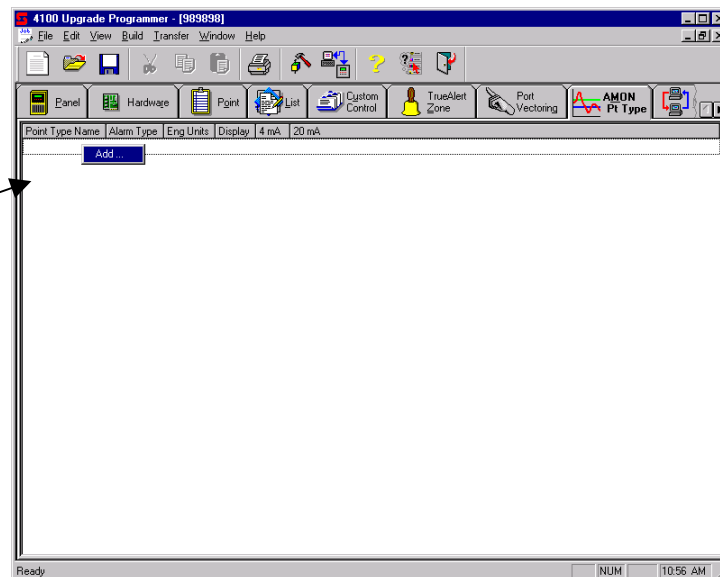 4100 Upgrade Programmer - [989898]
Job File Edit View Build Transfer Window Help
Panel Hardware Point List Custom Control TrueAlert Zone Port Vectoring AMON Pt Type
Point Type Name Alarm Type Eng Units Display 4 mA 20 mA
Add ...
Ready NUM 10:56 AM